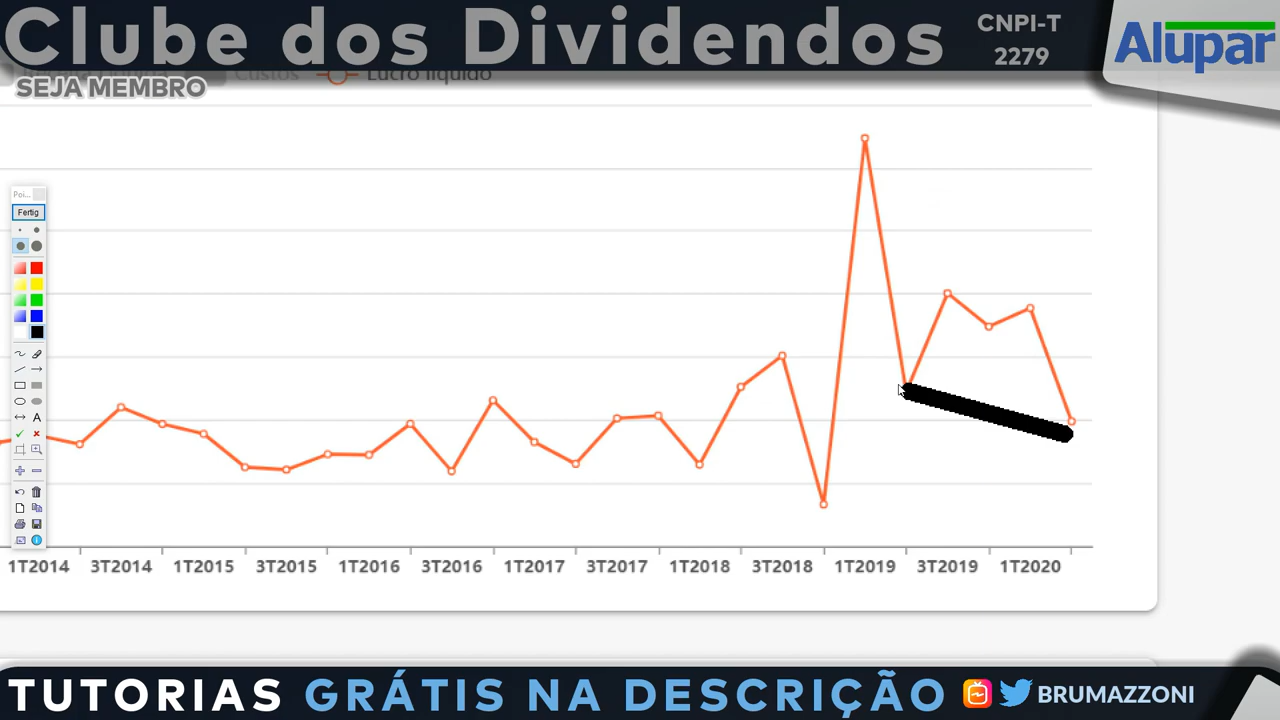 Clube dos Dividendos
CNPI-T
2279
Alupar
Custos
Lucro líquido
SEJA MEMBRO
Poi...
Fertig
A
1T2014
3T2014
1T2015
3T2015
1T2016
3T2016
1T2017
3T2017
1T2018
3T2018
1T2019
3T2019
1T2020
TUTORIAS GRÁTIS NA DESCRIÇÃO
BRUMAZZONI